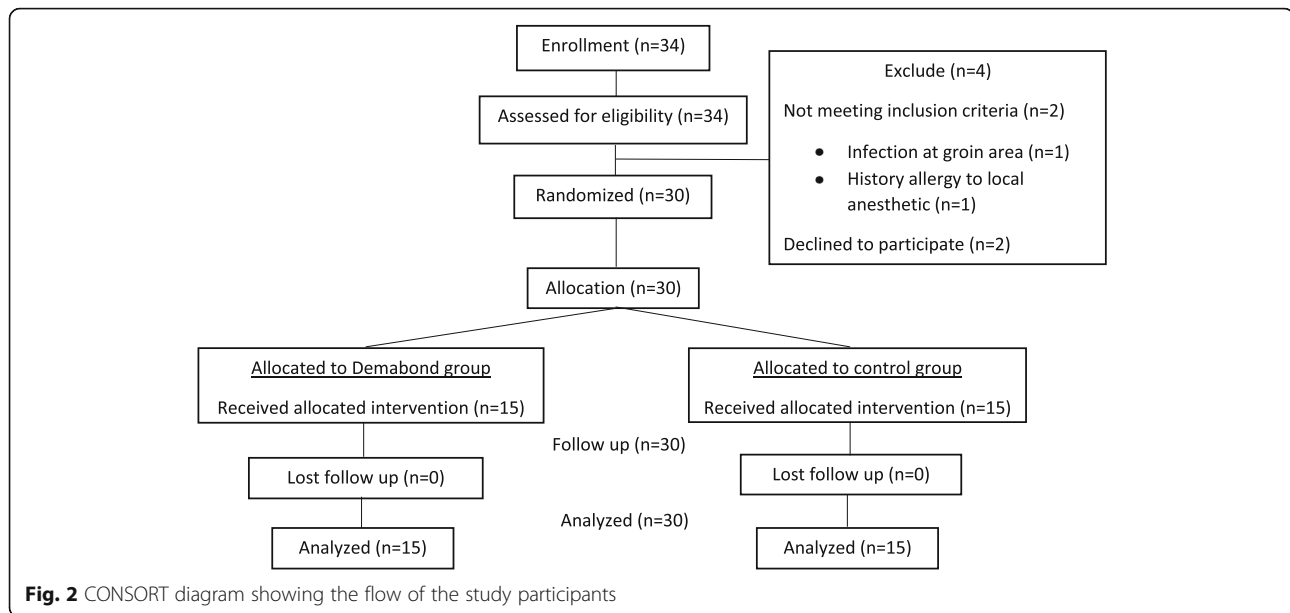 Enrollment (n=34)
Exclude (n=4)
Not meeting inclusion criteria (n=2)
● Infection at groin area (n=1)
● History allergy to local
anesthetic (n=1)
Declined to participate (n=2)
Assessed for eligibility (n=34)
Randomized (n=30)
Allocation (n=30)
Allocated to Demabond group
Received allocated intervention (n=15)
Allocated to control group
Received allocated intervention (n=15)
Follow up (n=30)
Lost follow up (n=0)
Lost follow up (n=0)
Analyzed (n=30)
Analyzed (n=15)
Analyzed (n=15)
Fig. 2 CONSORT diagram showing the flow of the study participants